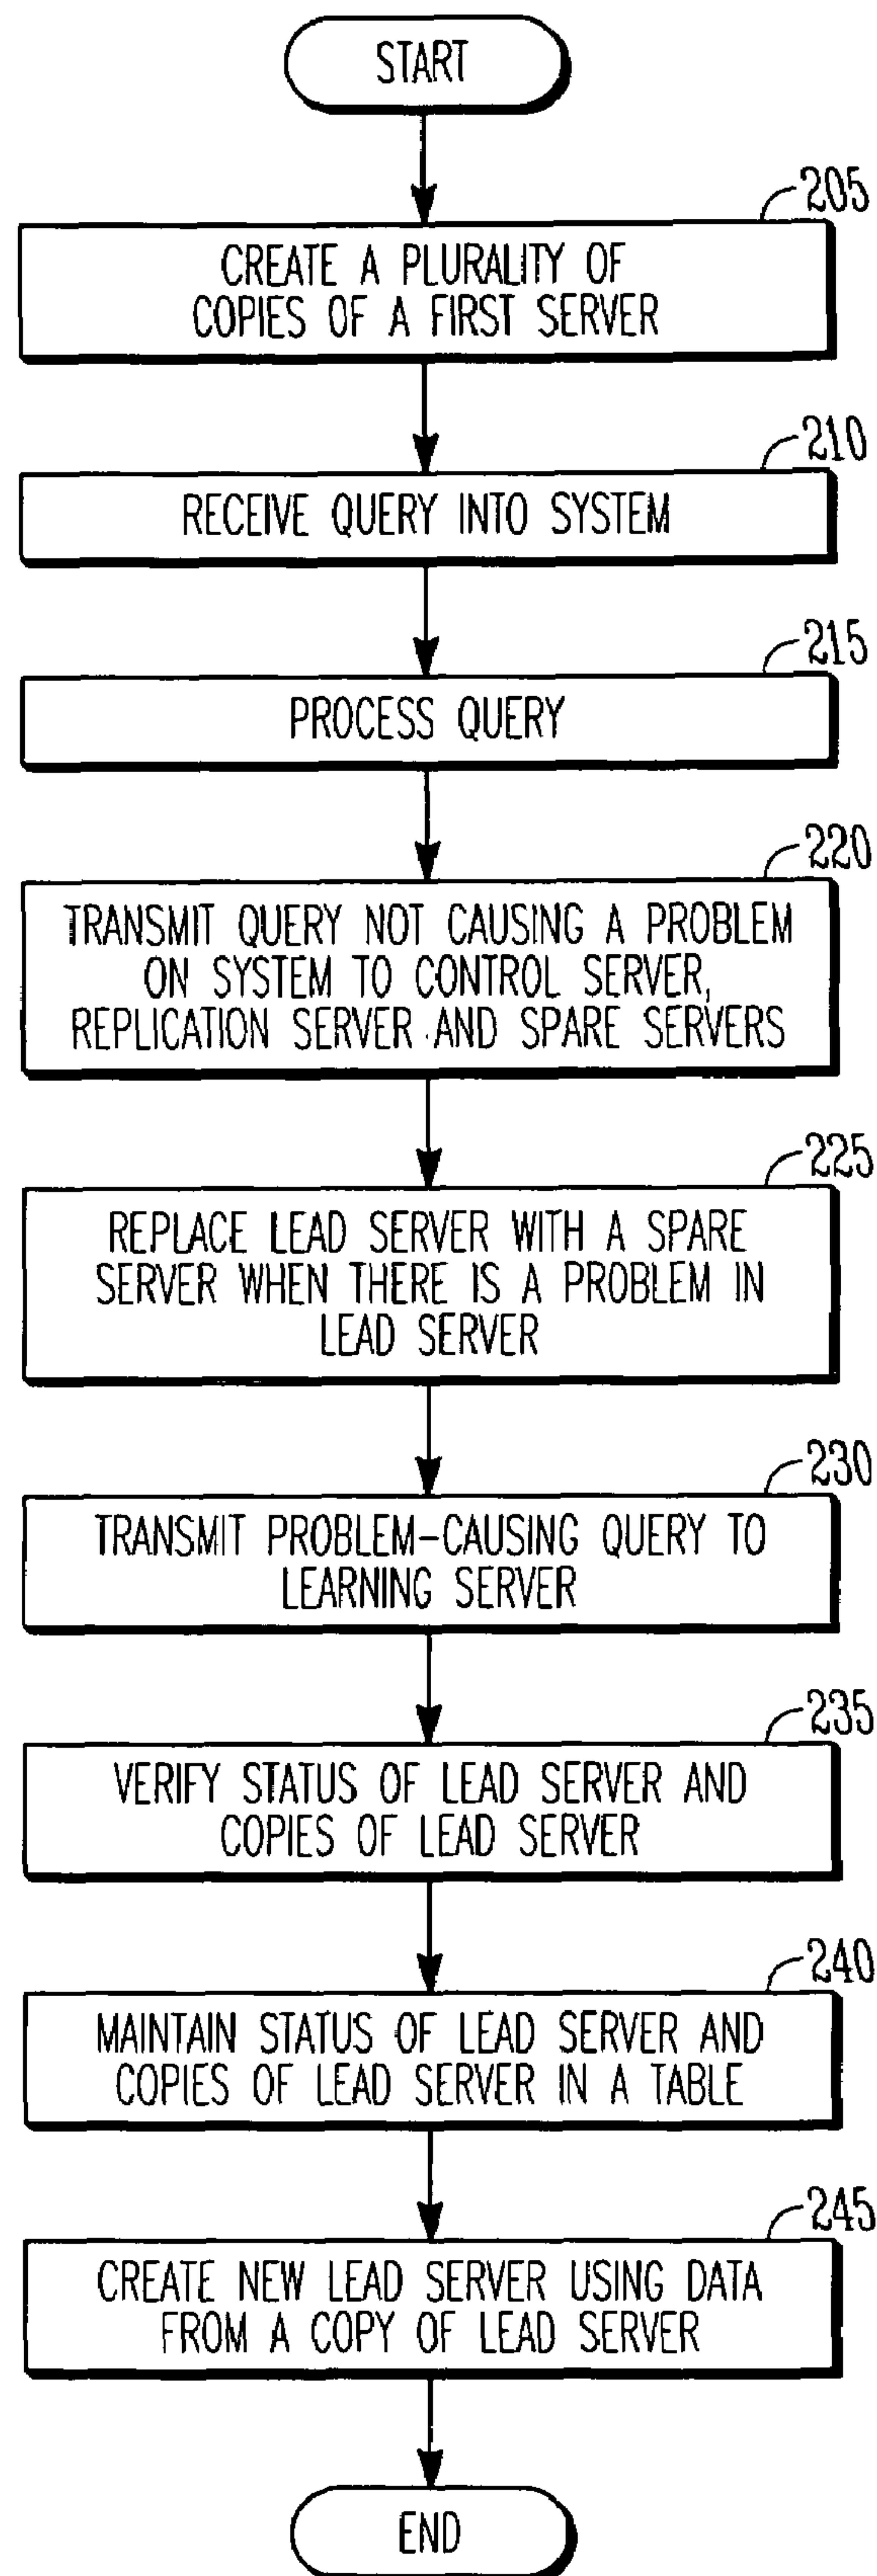 START
205
CREATE A PLURALITY OF
COPIES OF A FIRST SERVER
210
RECEIVE QUERY INTO SYSTEM
215
PROCESS QUERY
220
TRANSMIT QUERY NOT CAUSING A PROBLEM
ON SYSTEM TO CONTROL SERVER,
REPLICATION SERVER AND SPARE SERVERS
225
REPLACE LEAD SERVER WITH A SPARE
SERVER WHEN THERE IS A PROBLEM IN
LEAD SERVER
230
TRANSMIT PROBLEM-CAUSING QUERY TO
LEARNING SERVER
235
VERIFY STATUS OF LEAD SERVER AND
COPIES OF LEAD SERVER
240
MAINTAIN STATUS OF LEAD SERVER AND
COPIES OF LEAD SERVER IN A TABLE
245
CREATE NEW LEAD SERVER USING DATA
FROM A COPY OF LEAD SERVER
END